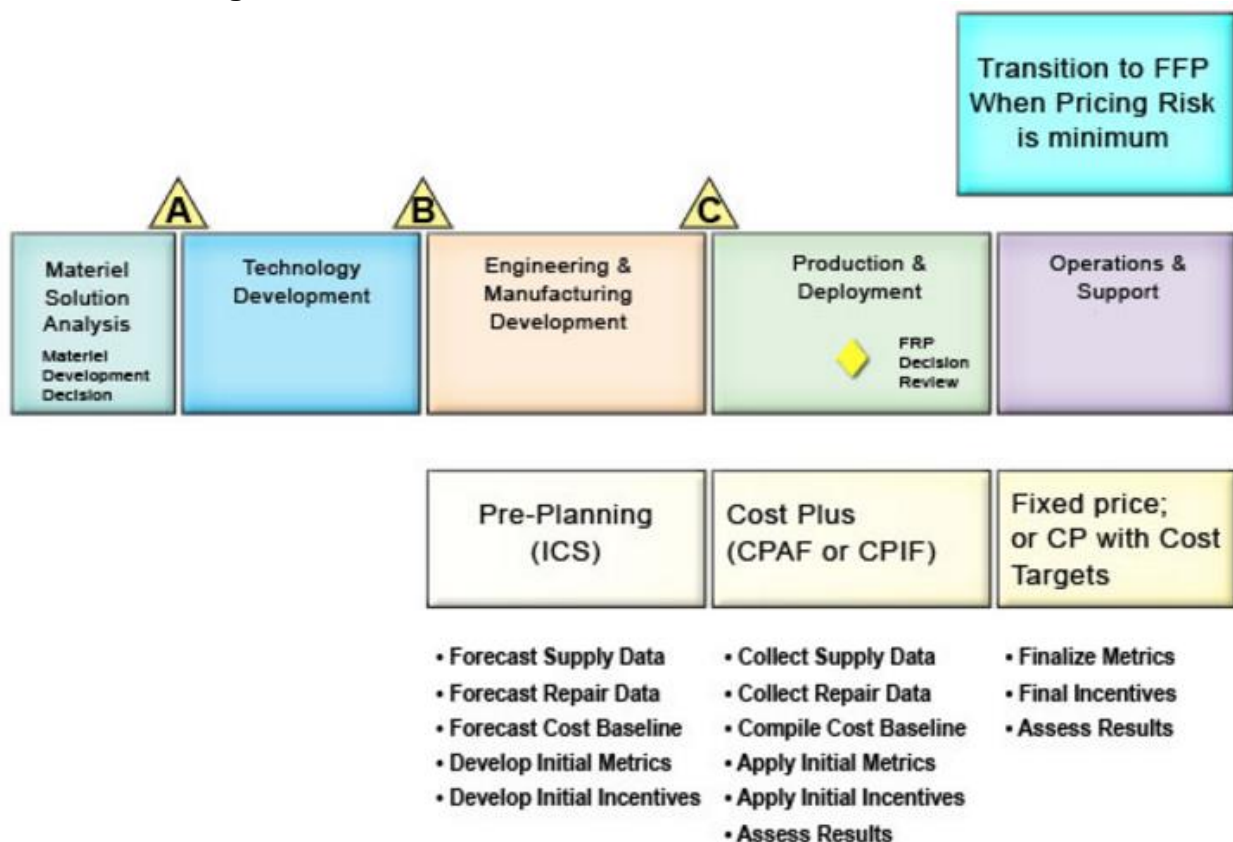 Transition to FFP
When Pricing Risk
is minimum
A
B
C
Materiel
Solution
Analysis
Materiel
Development
Decision
Technology
Development
Engineering &
Manufacturing
Development
Production &
Deployment
FRP
Decision
Review
Operations &
Support
Pre-Planning
(ICS)
Cost Plus
(CPAF or CPIF)
Fixed price;
or CP with Cost
Targets
• Forecast Supply Data
• Forecast Repair Data
• Forecast Cost Baseline
• Develop Initial Metrics
• Develop Initial Incentives
• Collect Supply Data
• Collect Repair Data
• Compile Cost Baseline
• Apply Initial Metrics
• Apply Initial Incentives
• Assess Results
• Finalize Metrics
• Final Incentives
• Assess Results